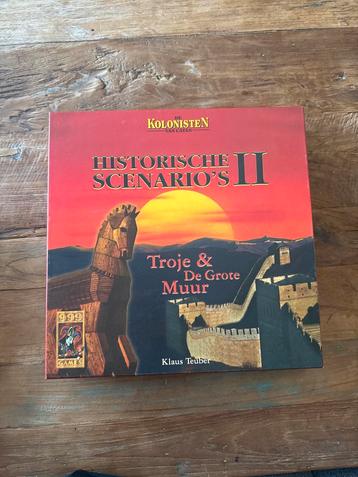 DE
KOLONISTEN
VAN CATAN
HISTORISCHE
SCENARIO'S II
Troje &
De Grote
Muur
999
GAMES
Klaus Teuber